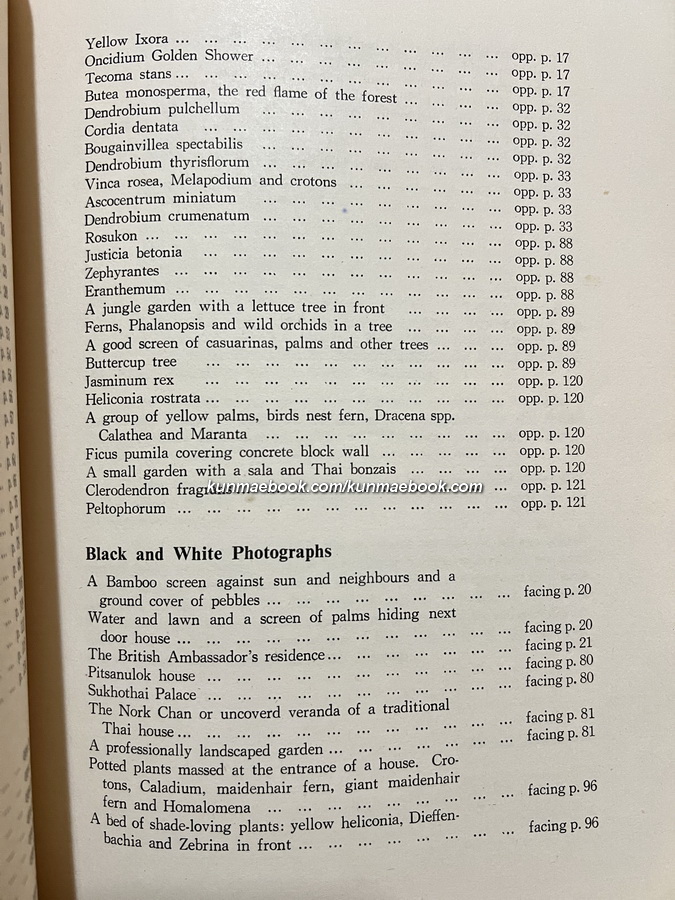 Yellow Ixora ... ... ... ... ... ... ... ... ... ... ... opp. p. 17
Oncidium Golden Shower ... ... ... ... ... ... ... ... opp. p. 17
Tecoma stans ... ... ... ... ... ... ... ... ... ... ... opp. p. 17
Butea monosperma, the red flame of the forest ... ... ... ... opp. p. 32
Dendrobium pulchellum ... ... ... ... ... ... ... ... opp. p. 32
Cordia dentata ... ... ... ... ... ... ... ... ... ... opp. p. 32
Bougainvillea spectabilis ... ... ... ... ... ... ... ... opp. p. 32
Dendrobium thyrisflorum ... ... ... ... ... ... ... ... opp. p. 33
Vinca rosea, Melapodium and crotons ... ... ... ... ... opp. p. 33
Ascocentrum miniatum ... ... ... ... ... ... ... ... opp. p. 33
Dendrobium crumenatum ... ... ... ... ... ... ... ... opp. p. 33
Rosukon ... ... ... ... ... ... ... ... ... ... ... ... opp. p. 88
Justicia betonia ... ... ... ... ... ... ... ... ... ... opp. p. 88
Zephyrantes ... ... ... ... ... ... ... ... ... ... ... opp. p. 88
Eranthemum ... ... ... ... ... ... ... ... ... ... ... opp. p. 88
A jungle garden with a lettuce tree in front ... ... ... ... opp. p. 89
Ferns, Phalanopsis and wild orchids in a tree ... ... ... ... opp. p. 89
A good screen of casuarinas, palms and other trees ... ... ... opp. p. 89
Buttercup tree ... ... ... ... ... ... ... ... ... ... opp. p. 89
Jasminum rex ... ... ... ... ... ... ... ... ... ... opp. p. 120
Heliconia rostrata ... ... ... ... ... ... ... ... ... ... opp. p. 120
A group of yellow palms, birds nest fern, Dracena spp.
Calathea and Maranta ... ... ... ... ... ... ... ... opp. p. 120
Ficus pumila covering concrete block wall ... ... ... ... ... opp. p. 120
A small garden with a sala and Thai bonzais ... ... ... ... opp. p. 120
Clerodendron ... opp. p. 121
kunmaebook.com/kunmaebook.com
Peltophorum ... ... ... ... ... ... ... ... ... ... ... opp. p. 121
Black and White Photographs
A Bamboo screen against sun and neighbours and a
ground cover of pebbles ... ... ... ... ... ... ... ... ... facing p. 20
Water and lawn and a screen of palms hiding next
door house ... ... ... ... ... ... ... ... ... ... ... ... facing p. 20
The British Ambassador's residence ... ... ... ... ... ... facing p. 21
Pitsanulok house ... ... ... ... ... ... ... ... ... ... facing p. 80
Sukhothai Palace ... ... ... ... ... ... ... ... ... ... facing p. 80
The Nork Chan or uncoverd veranda of a traditional
Thai house ... ... ... ... ... ... ... ... ... ... ... ... facing p. 81
A professionally landscaped garden ... ... ... ... ... ... facing p. 81
Potted plants massed at the entrance of a house. Cro-
tons, Caladium, maidenhair fern, giant maidenhair
fern and Homalomena ... ... ... ... ... ... ... ... ... facing p. 96
A bed of shade-loving plants: yellow heliconia, Dieffen-
bachia and Zebrina in front ... ... ... ... ... ... ... ... facing p. 96